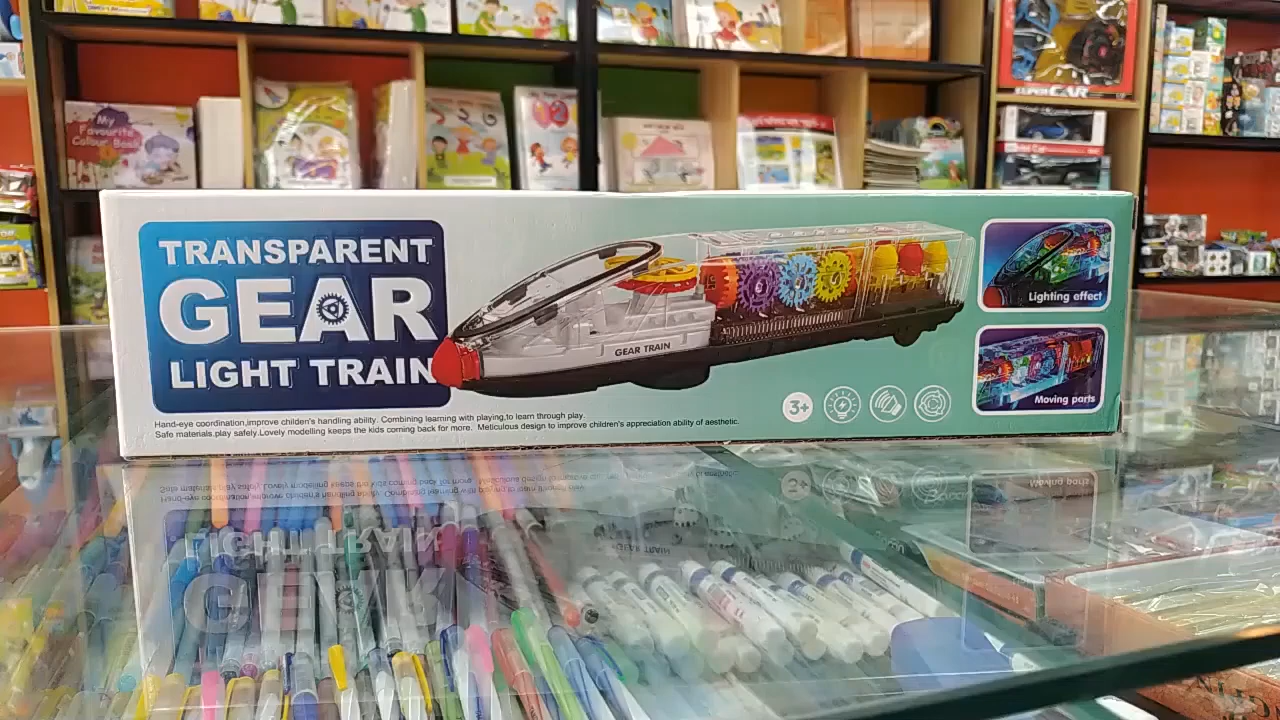 My
Favourite
Colour Book
SUPER CAR
TRANSPARENT
GEAR
LIGHT TRAIN
GEAR TRAIN
Lighting effect
Moving parts
3+
Hand-eye coordination,improve childen's handling ability. Combining learning with playing,to learn through play.
Safe materials,play safely.Lovely modelling keeps the kids coming back for more. Meticulous design to improve children's appreciation ability of aesthetic.